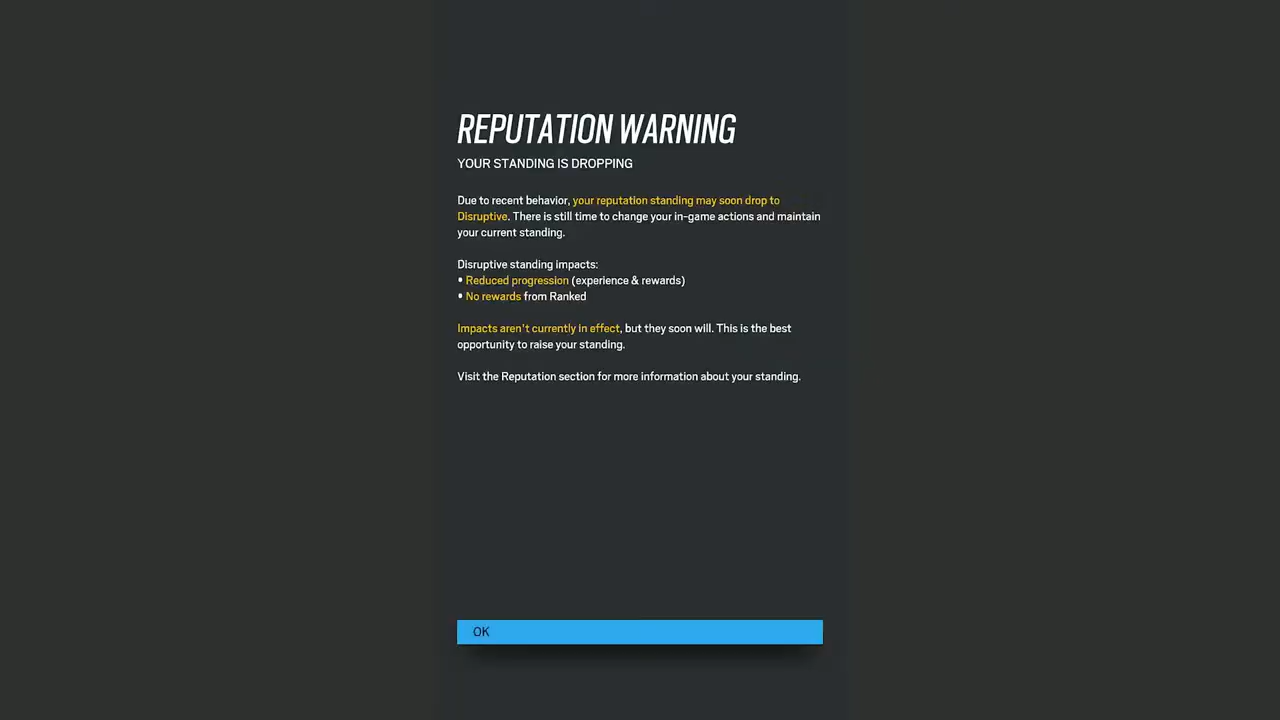 REPUTATION WARNING
YOUR STANDING IS DROPPING
Due to recent behavior, your reputation standing may soon drop to
Disruptive. There is still time to change your in-game actions and maintain
your current standing.
Disruptive standing impacts:
• Reduced progression (experience & rewards)
• No rewards from Ranked
Impacts aren't currently in effect, but they soon will. This is the best
opportunity to raise your standing.
Visit the Reputation section for more information about your standing.
OK